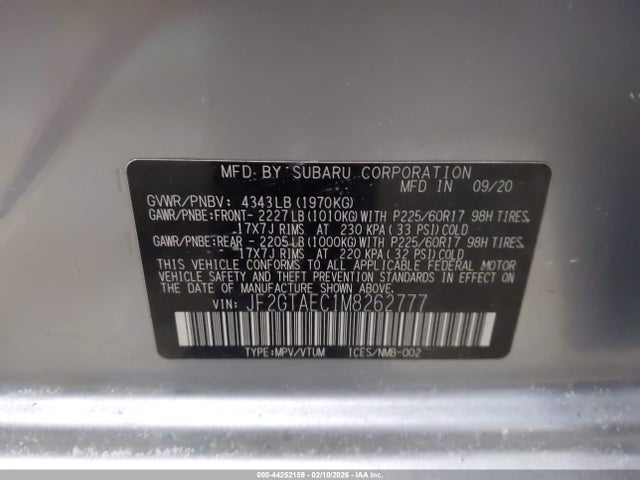 MFD. BY SUBARU CORPORATION
MFD IN 09/20
GVWR/PNBV: 4343LB(1970KG)
GAWR/PNBE:FRONT- 2227LB(1010KG)WITH P225/60R17 98H TIRES,
-17X7J RIMS AT 230 KPA(33 PSI)COLD
GAWR/PNBE:REAR - 2205LB(1000KG)WITH P225/60R17 98H TIRES,
-17X7J RIMS AT 220 KPA(32 PSI)COLD
THIS VEHICLE CONFORMS TO ALL APPLICABLE FEDERAL MOTOR
VEHICLE SAFETY AND THEFT PREVENTION STANDARDS IN EFFECT ON
THE DATE OF MANUFACTURE SHOWN ABOVE.
VIN: JF2GTAEC1M8262777
TYPE:MPV/VTUM ICES/NMB-002
000-44252159 - 02/10/2026 - IAAI.COM